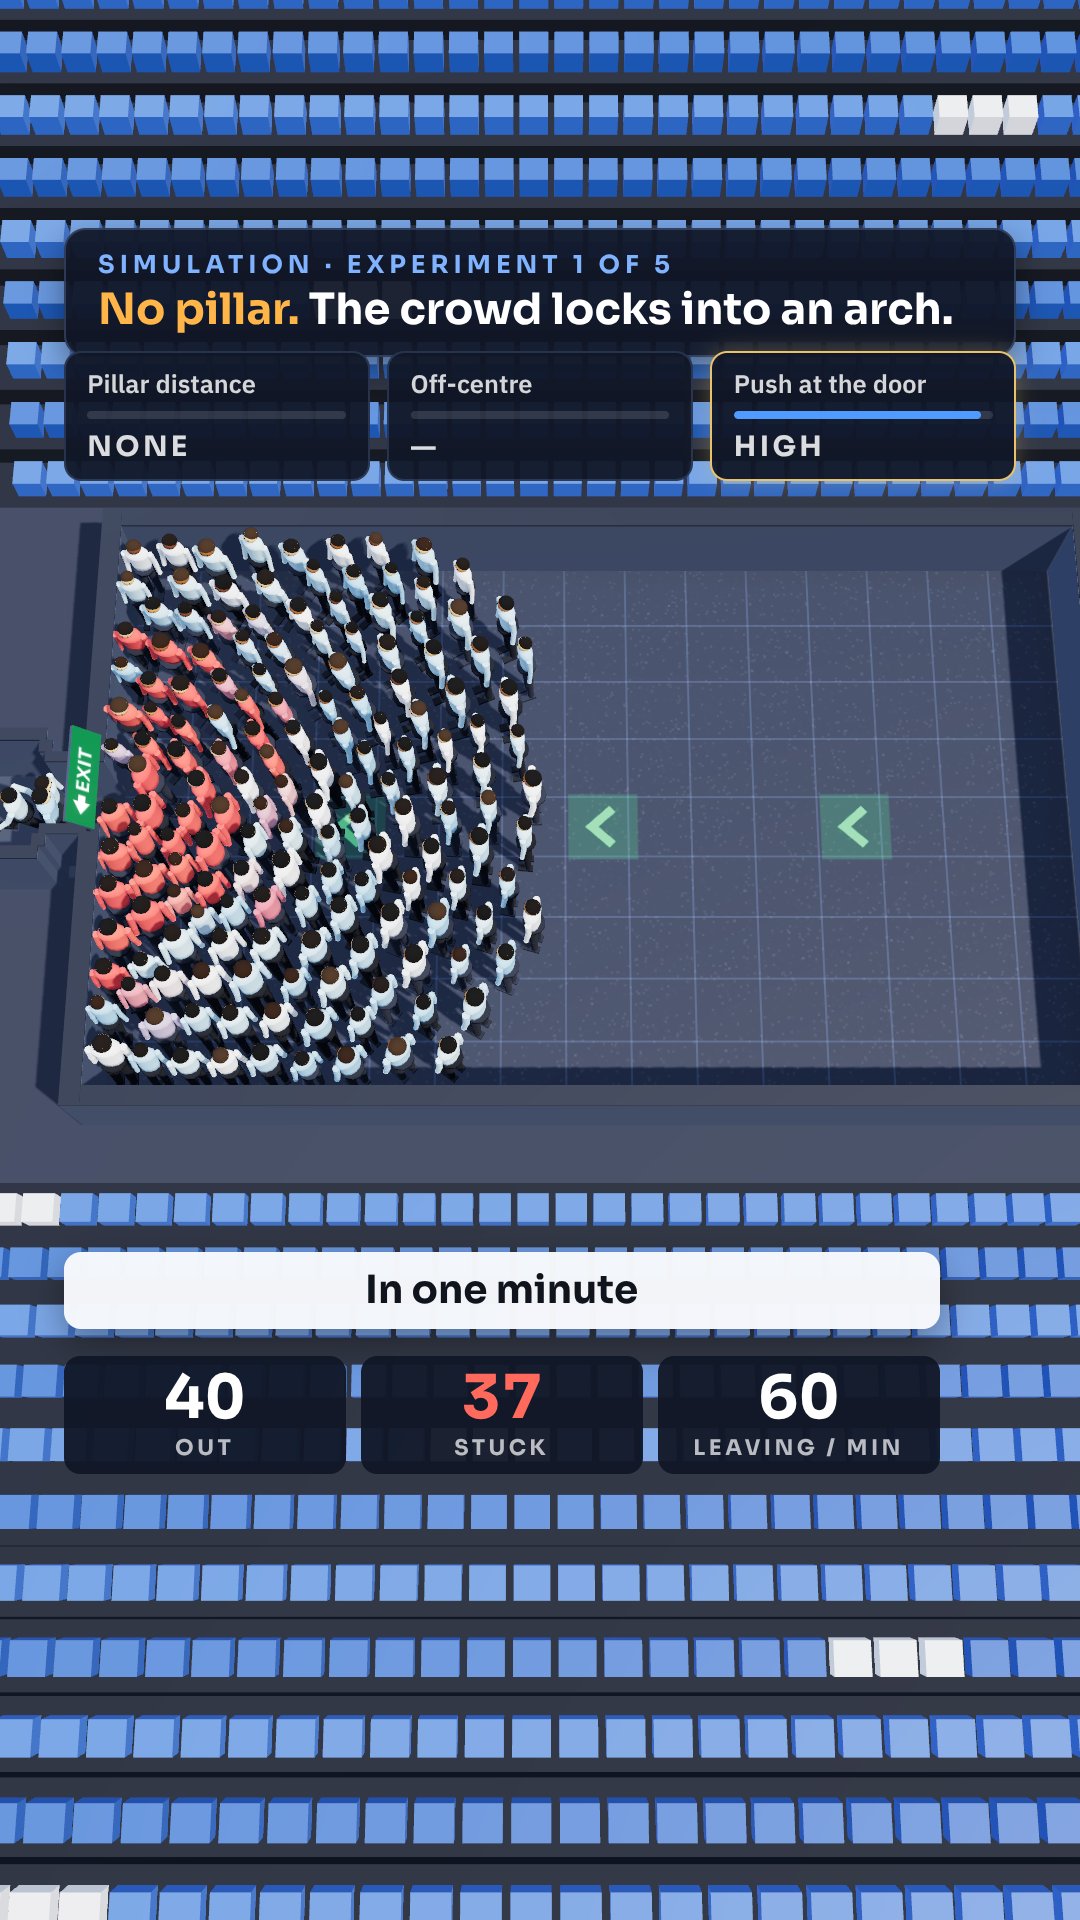 SIMULATION · EXPERIMENT 1 OF 5
No pillar. The crowd locks into an arch.
Pillar distance
NONE
Off-centre
—
Push at the door
HIGH
EXIT
In one minute
40
OUT
37
STUCK
60
LEAVING / MIN